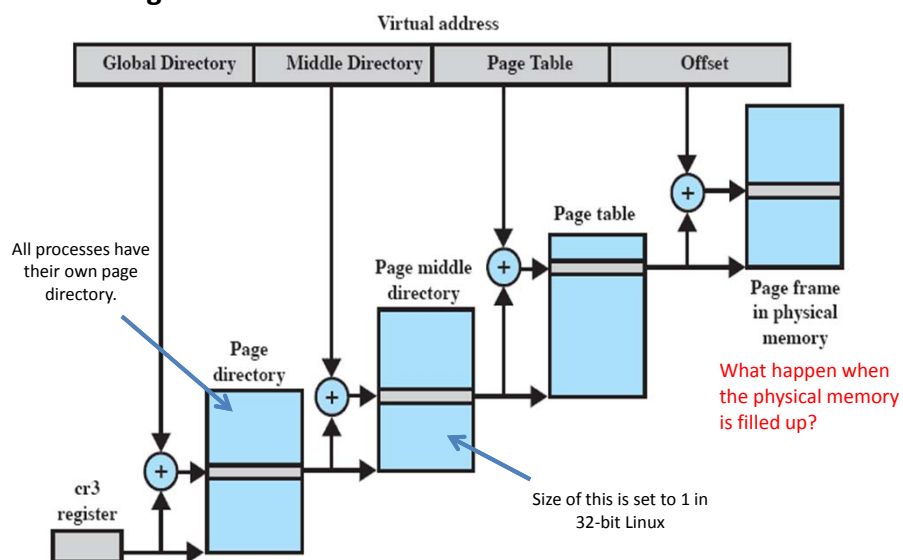 Virtual address
Global Directory
Middle Directory
Page Table
Offset
+
Page table
+
All processes have
their own page
directory.
Page middle
directory
Page frame
in physical
memory
Page
directory
+
What happen when
the physical memory
is filled up?
+
cr3
register
Size of this is set to 1 in
32-bit Linux